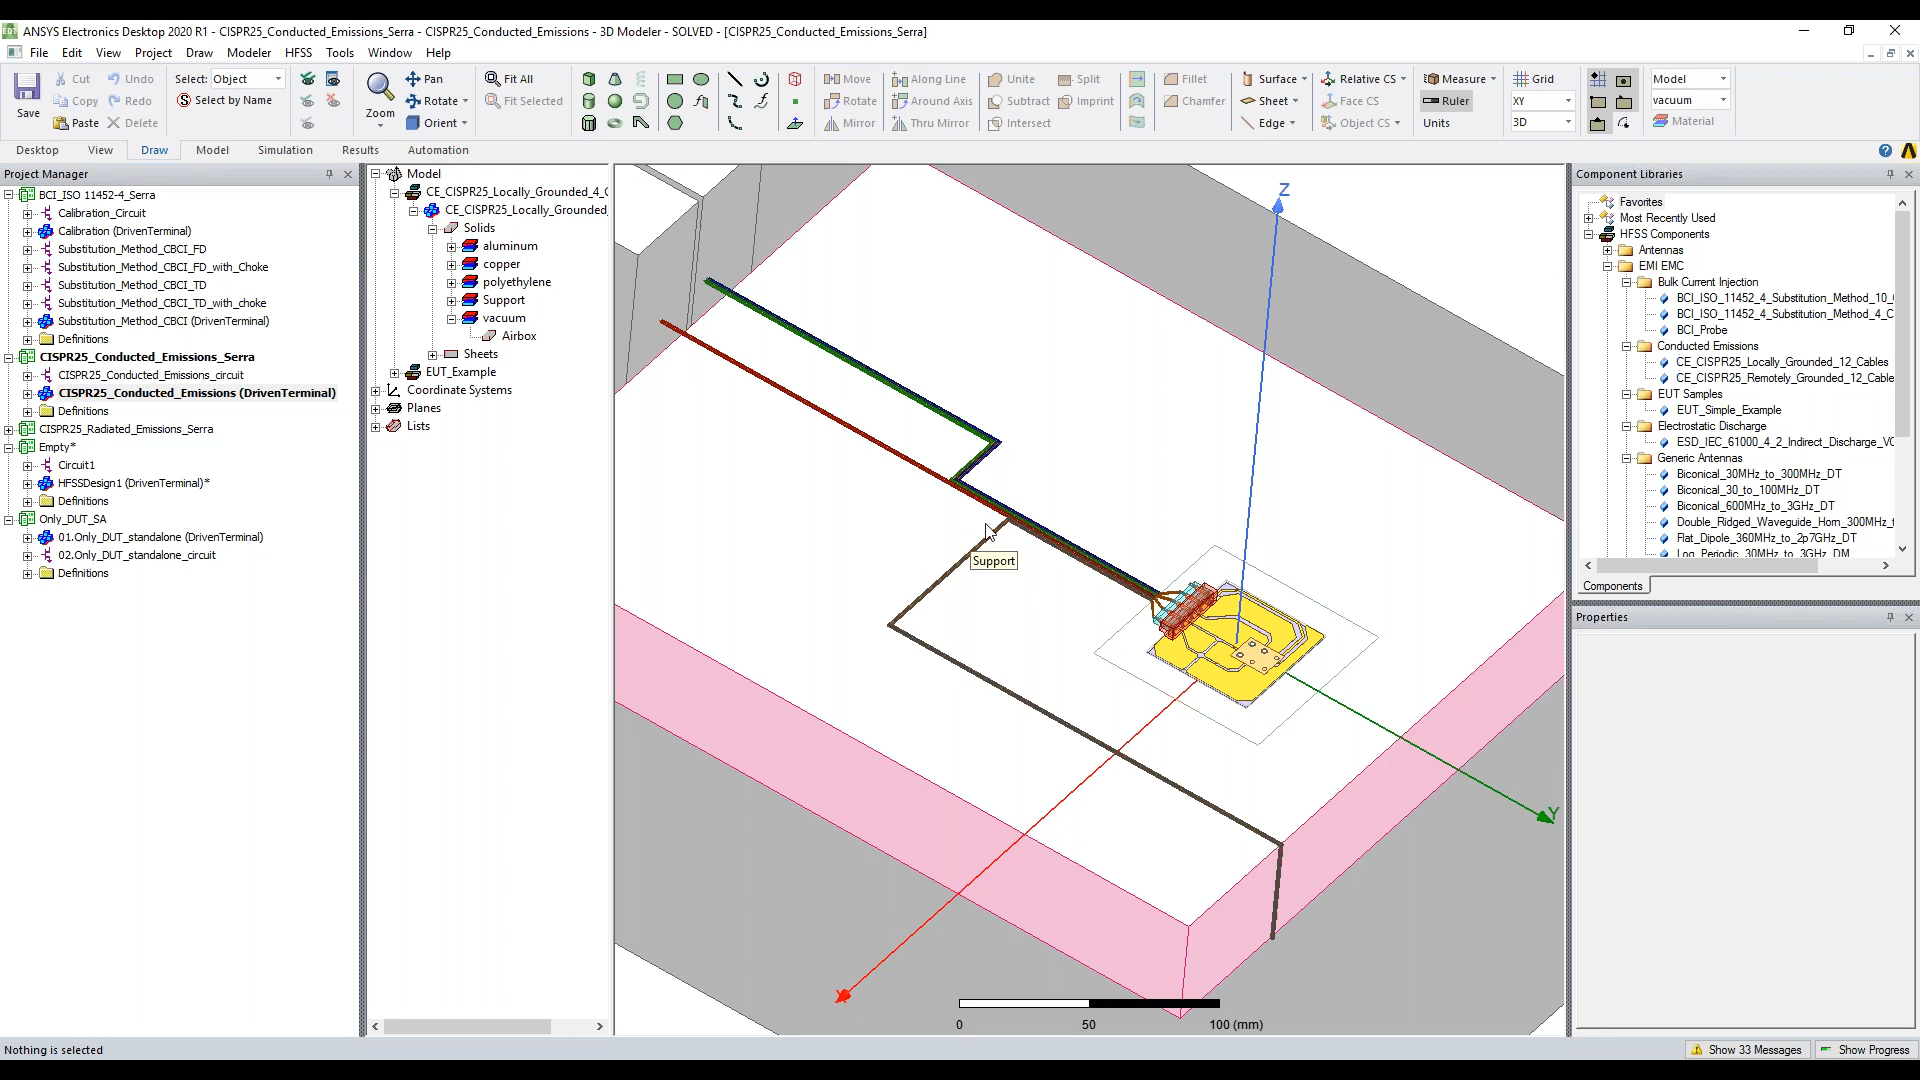 ANSYS Electronics Desktop 2020 R1 - CISPR25_Conducted_Emissions_Serra - CISPR25_Conducted_Emissions - 3D Modeler - SOLVED - [CISPR25_Conducted_Emissions_Serra]
File Edit View Project Draw Modeler HFSS Tools Window Help
Save
Cut Undo
Copy Redo
Paste Delete
Select: Object
Select by Name
Zoom
Pan
Rotate
Orient
Fit All
Fit Selected
Move Along Line
Rotate Around Axis
Mirror Thru Mirror
Unite Split
Subtract Imprint
Intersect
Fillet
Chamfer
Surface
Sheet
Edge
Relative CS
Face CS
Object CS
Measure
Ruler
Units
Grid
XY
3D
Model
vacuum
Material
Desktop View Draw Model Simulation Results Automation
Project Manager
BCI_ISO 11452-4_Serra
Calibration_Circuit
Calibration (DrivenTerminal)
Substitution_Method_CBCI_FD
Substitution_Method_CBCI_FD_with_Choke
Substitution_Method_CBCI_TD
Substitution_Method_CBCI_TD_with_choke
Substitution_Method_CBCI (DrivenTerminal)
Definitions
CISPR25_Conducted_Emissions_Serra
CISPR25_Conducted_Emissions_circuit
CISPR25_Conducted_Emissions (DrivenTerminal)
Definitions
CISPR25_Radiated_Emissions_Serra
Empty*
Circuit1
HFSSDesign1 (DrivenTerminal)*
Definitions
Only_DUT_SA
01.Only_DUT_standalone (DrivenTerminal)
02.Only_DUT_standalone_circuit
Definitions
Model
CE_CISPR25_Locally_Grounded_4_C
CE_CISPR25_Locally_Grounded_
Solids
aluminum
copper
polyethylene
Support
vacuum
Airbox
Sheets
EUT_Example
Coordinate Systems
Planes
Lists
Z
Support
Y
X
0 50 100 (mm)
Component Libraries
Favorites
Most Recently Used
HFSS Components
Antennas
EMI EMC
Bulk Current Injection
BCI_ISO_11452_4_Substitution_Method_10_
BCI_ISO_11452_4_Substitution_Method_4_C
BCI_Probe
Conducted Emissions
CE_CISPR25_Locally_Grounded_12_Cables
CE_CISPR25_Remotely_Grounded_12_Cable
EUT Samples
EUT_Simple_Example
Electrostatic Discharge
ESD_IEC_61000_4_2_Indirect_Discharge_VC
Generic Antennas
Biconical_30MHz_to_300MHz_DT
Biconical_30_to_100MHz_DT
Biconical_600MHz_to_3GHz_DT
Double_Ridged_Waveguide_Horn_300MHz_t
Flat_Dipole_360MHz_to_2p7GHz_DT
Log_Periodic_30MHz_to_3GHz_DM
Components
Properties
Nothing is selected
Show 33 Messages
Show Progress